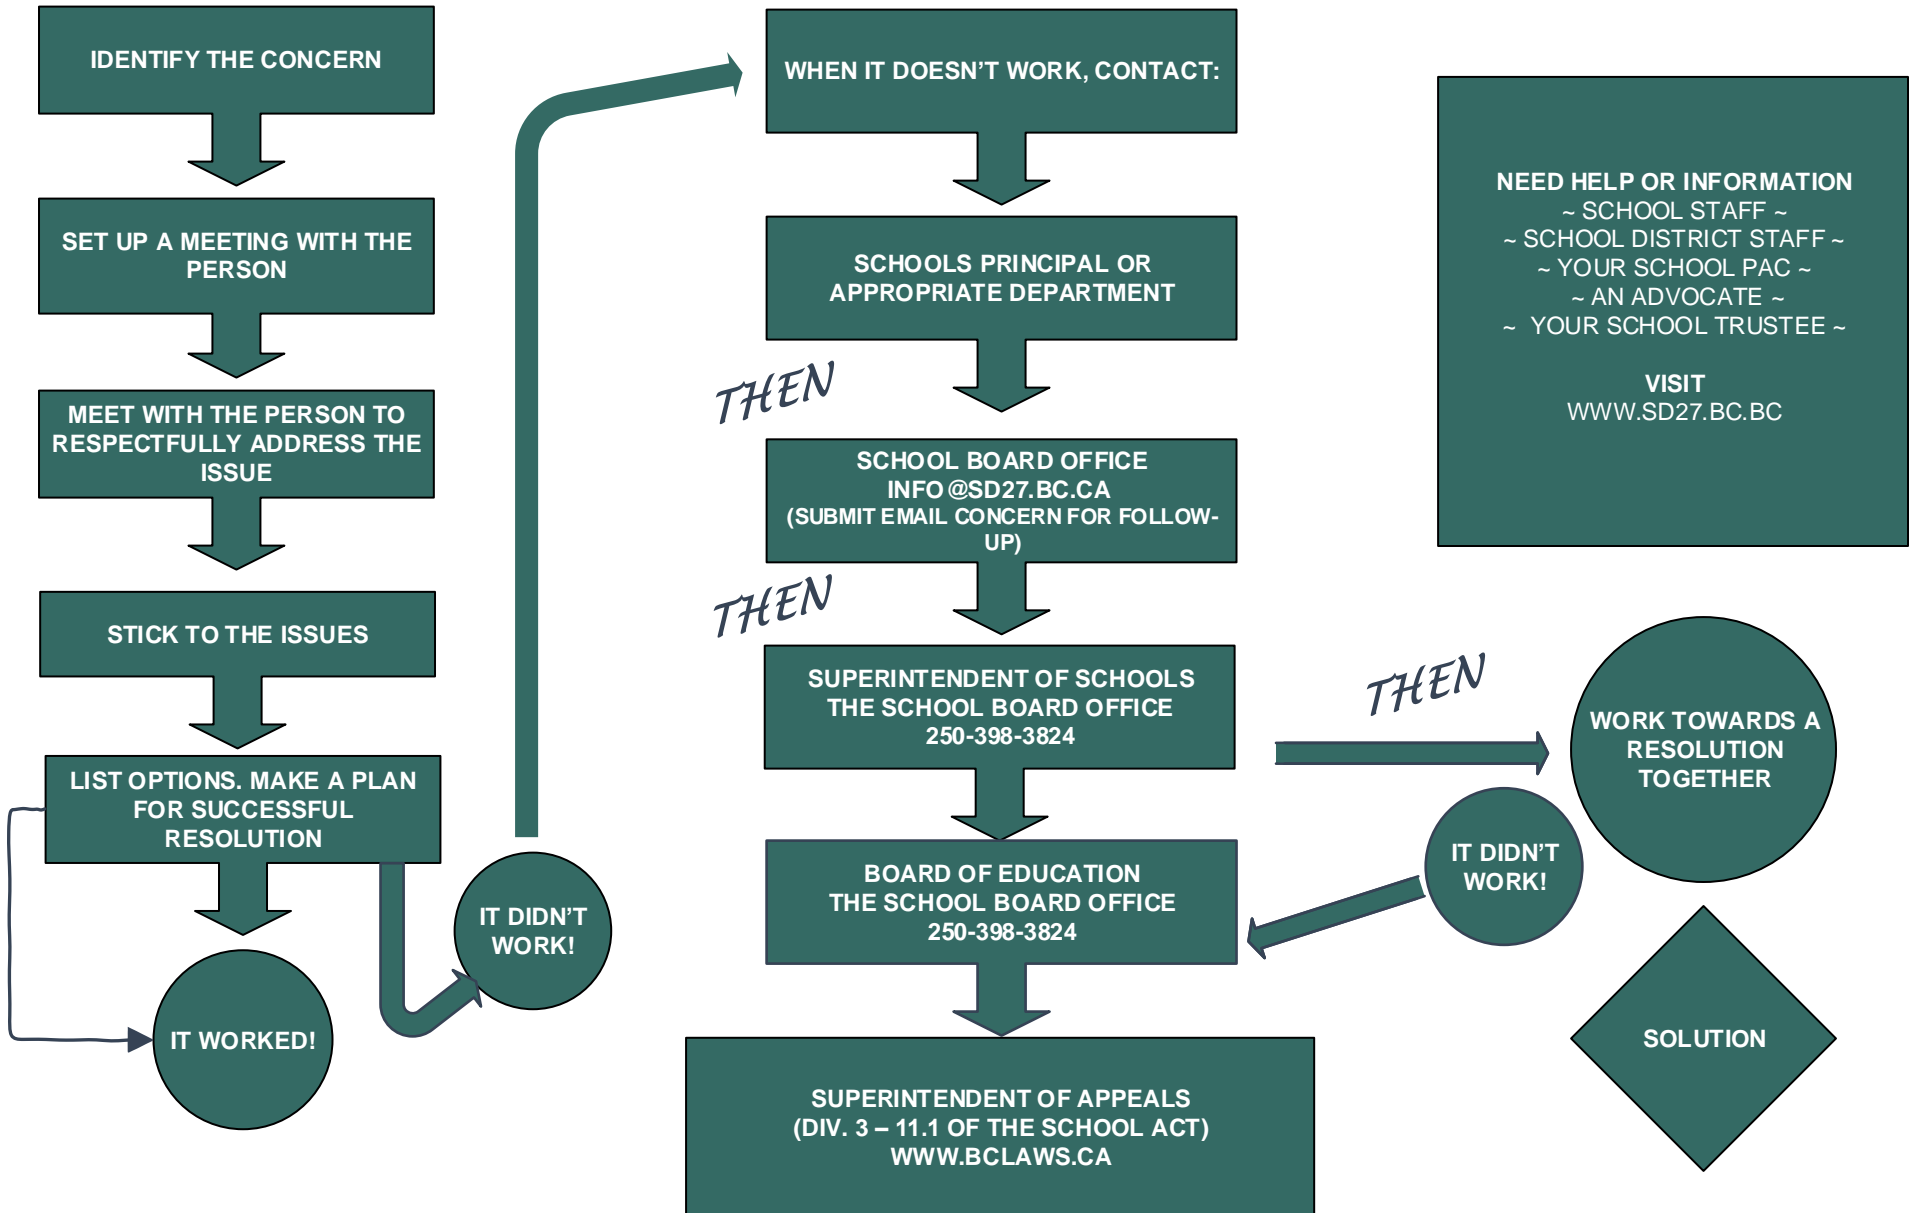 IDENTIFY THE CONCERN
SET UP A MEETING WITH THE
PERSON
MEET WITH THE PERSON TO
RESPECTFULLY ADDRESS THE
ISSUE
STICK TO THE ISSUES
LIST OPTIONS. MAKE A PLAN
FOR SUCCESSFUL
RESOLUTION
IT WORKED!
IT DIDN'T
WORK!
WHEN IT DOESN'T WORK, CONTACT:
SCHOOLS PRINCIPAL OR
APPROPRIATE DEPARTMENT
THEN
SCHOOL BOARD OFFICE
INFO@SD27.BC.CA
(SUBMIT EMAIL CONCERN FOR FOLLOW-
UP)
THEN
SUPERINTENDENT OF SCHOOLS
THE SCHOOL BOARD OFFICE
250-398-3824
THEN
WORK TOWARDS A
RESOLUTION
TOGETHER
IT DIDN'T
WORK!
BOARD OF EDUCATION
THE SCHOOL BOARD OFFICE
250-398-3824
SUPERINTENDENT OF APPEALS
(DIV. 3 – 11.1 OF THE SCHOOL ACT)
WWW.BCLAWS.CA
SOLUTION
NEED HELP OR INFORMATION
~ SCHOOL STAFF ~
~ SCHOOL DISTRICT STAFF ~
~ YOUR SCHOOL PAC ~
~ AN ADVOCATE ~
~ YOUR SCHOOL TRUSTEE ~
VISIT
WWW.SD27.BC.BC